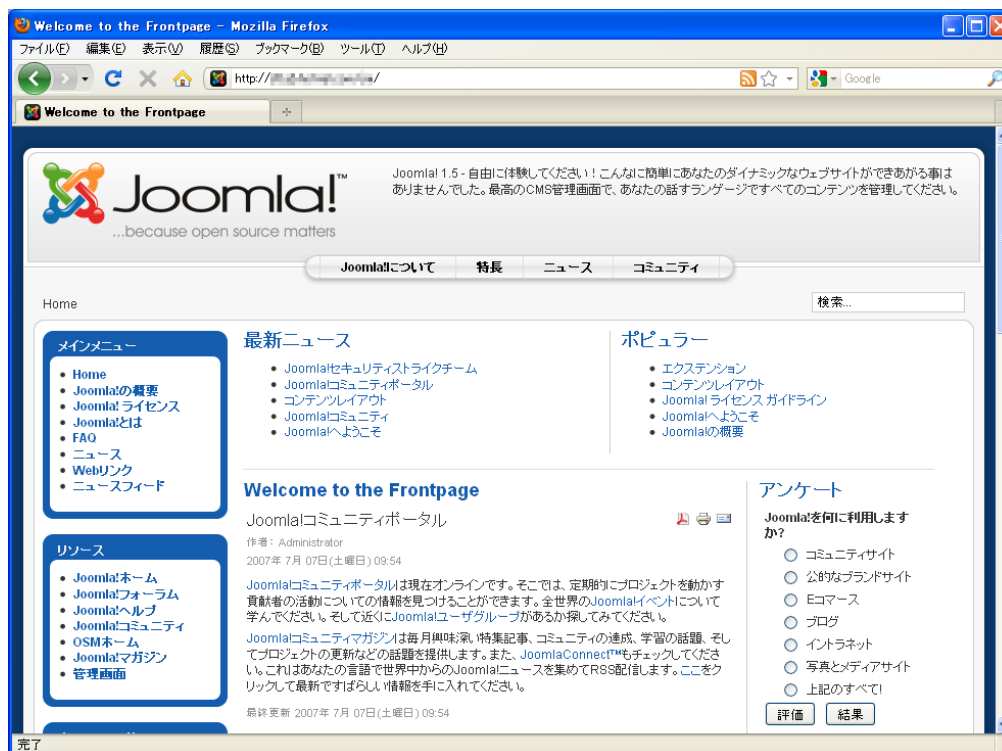 Welcome to the Frontpage - Mozilla Firefox
ファイル(F) 編集(E) 表示(V) 履歴(S) ブックマーク(B) ツール(T) ヘルプ(H)
http:// / Google
Welcome to the Frontpage
Joomla!™
...because open source matters
Joomla! 1.5 - 自由に体験してください！こんなに簡単にあなたのダイナミックなウェブサイトができあがる事は
ありませんでした。最高のCMS管理画面で、あなたの話すランゲージですべてのコンテンツを管理してください。
Joomla!について 特長 ニュース コミュニティ
Home 検索...
メインメニュー
Home
Joomla!の概要
Joomla! ライセンス
Joomla!とは
FAQ
ニュース
Webリンク
ニュースフィード
リソース
Joomla!ホーム
Joomla!フォーラム
Joomla!ヘルプ
Joomla!コミュニティ
OSMホーム
Joomla!マガジン
管理画面
最新ニュース
Joomla!セキュリティストライクチーム
Joomla!コミュニティポータル
コンテンツレイアウト
Joomla!コミュニティ
Joomla!へようこそ
ポピュラー
エクステンション
コンテンツレイアウト
Joomla! ライセンス ガイドライン
Joomla!へようこそ
Joomla!の概要
Welcome to the Frontpage
Joomla!コミュニティポータル
作者： Administrator
2007年 7月 07日(土曜日) 09:54
Joomla!コミュニティポータルは現在オンラインです。そこでは、定期的にプロジェクトを動かす
貢献者の活動についての情報を見つけることができます。全世界のJoomla!イベントについて
学んでください。そして近くにJoomla!ユーザグループがあるか探してみてください。
Joomla!コミュニティマガジンは毎月興味深い特集記事、コミュニティの達成、学習の話題、そし
てプロジェクトの更新などの話題を提供します。また、JoomlaConnect™もチェックしてくださ
い。これはあなたの言語で世界中からのJoomla!ニュースを集めてRSS配信します。ここをク
リックして最新ですばらしい情報を手に入れてください。
最終更新 2007年 7月 07日(土曜日) 09:54
アンケート
Joomla!を何に利用します
か?
コミュニティサイト
公的なブランドサイト
Eコマース
ブログ
イントラネット
写真とメディアサイト
上記のすべて!
評価 結果
完了